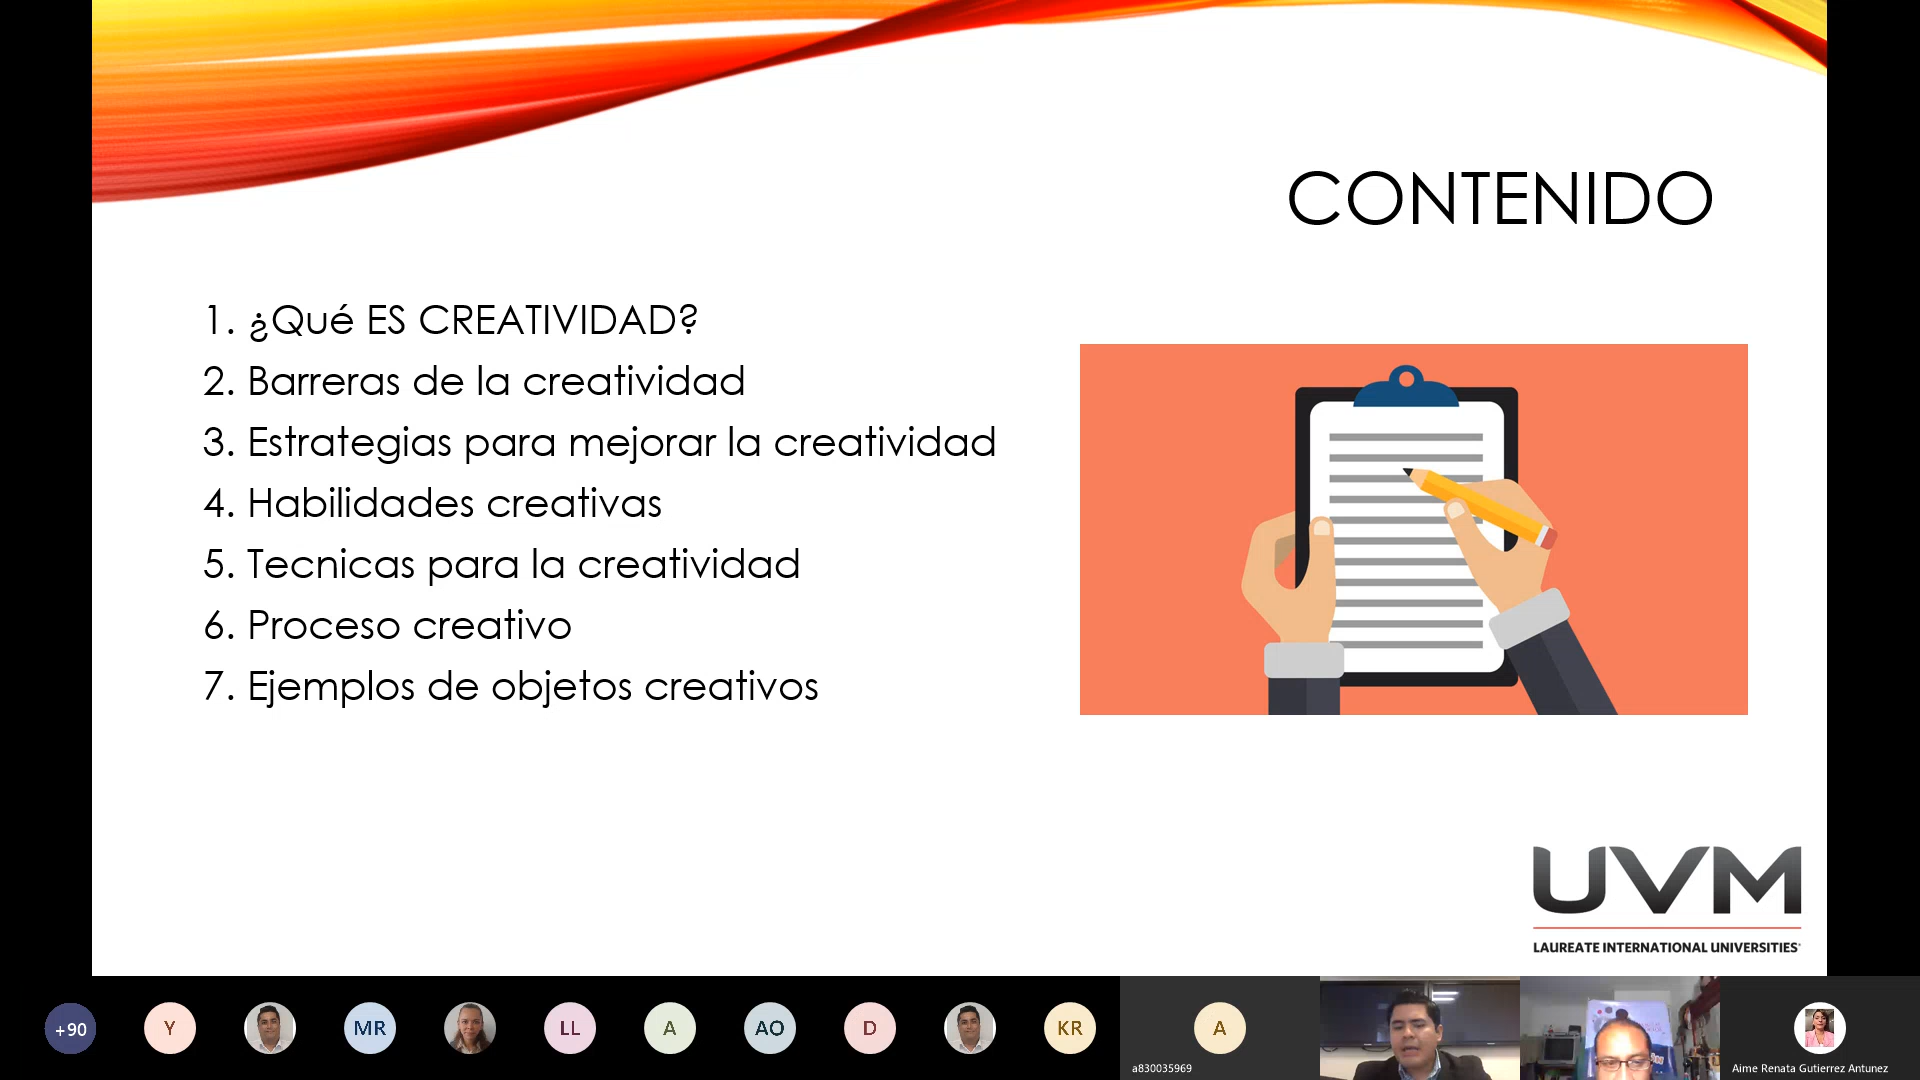 CONTENIDO
1. ¿Qué ES CREATIVIDAD?
2. Barreras de la creatividad
3. Estrategias para mejorar la creatividad
4. Habilidades creativas
5. Tecnicas para la creatividad
6. Proceso creativo
7. Ejemplos de objetos creativos
UVM
LAUREATE INTERNATIONAL UNIVERSITIES
+90
Y
MR
LL
A
AO
D
KR
A
a830035969
Aime Renata Gutierrez Antunez